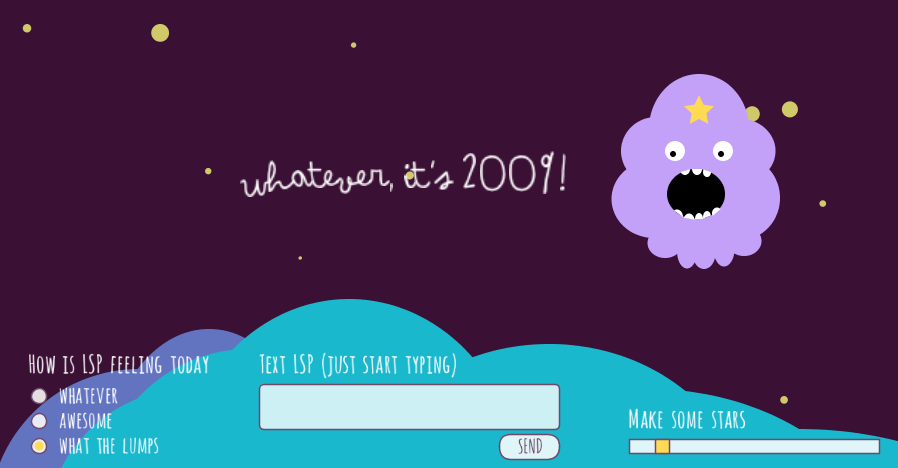 whatever, it's 2009!
How is LSP feeling today
whatever
awesome
what the lumps
Text LSP (just start typing)
send
Make some stars